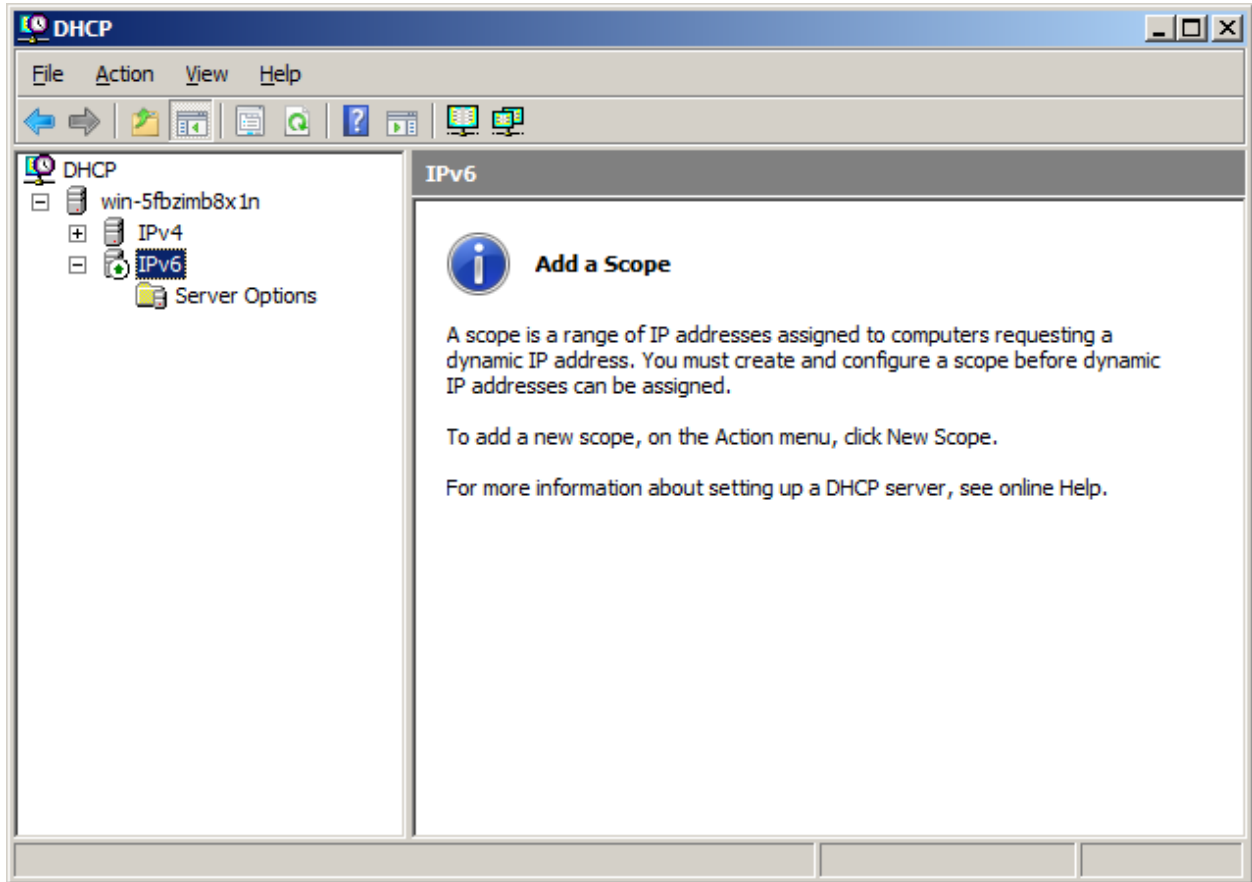 DHCP
File Action View Help
DHCP
win-5fbzimb8x1n
IPv4
IPv6
Server Options
IPv6
Add a Scope
A scope is a range of IP addresses assigned to computers requesting a
dynamic IP address. You must create and configure a scope before dynamic
IP addresses can be assigned.
To add a new scope, on the Action menu, click New Scope.
For more information about setting up a DHCP server, see online Help.